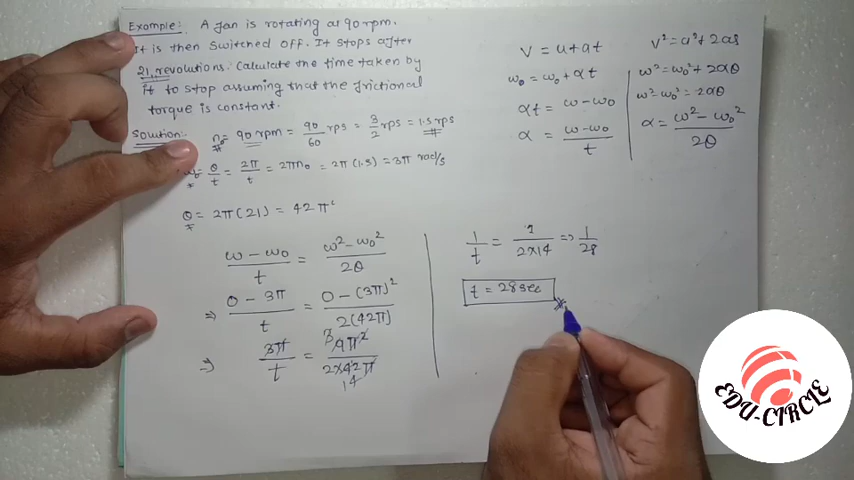 Example: A fan is rotating at 90 rpm.
It is then switched OFF. It stops after
21 revolutions. Calculate the time taken by
it to stop assuming that the frictional
torque is constant.
Solution: n₀ = 90 rpm = 90/60 rps = 3/2 rps = 1.5 rps
ω₀ = θ/t = 2π/t = 2πn₀ = 2π(1.5) = 3π rad/s
θ = 2π(21) = 42π
(ω - ω₀)/t = (ω² - ω₀²)/2θ
⇒ (0 - 3π)/t = (0 - (3π)²)/2(42π)
⇒ 3π/t = 9π²/2×42π
3
14
V = u + at
ω₀ = ω₀ + αt
αt = ω - ω₀
α = (ω - ω₀)/t
V² = u² + 2as
ω² = ω₀² + 2αθ
ω² - ω₀² = 2αθ
α = (ω² - ω₀²)/2θ
1/t = 1/2×14 ⇒ 1/28
t = 28 sec
EDU-CIRCLE